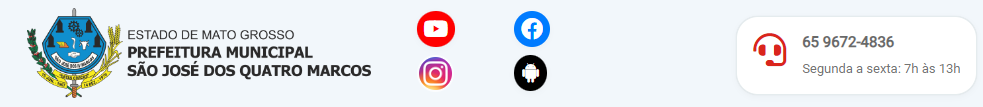 ESTADO DE MATO GROSSO
PREFEITURA MUNICIPAL
SÃO JOSÉ DOS QUATRO MARCOS
65 9672-4836
Segunda a sexta: 7h às 13h